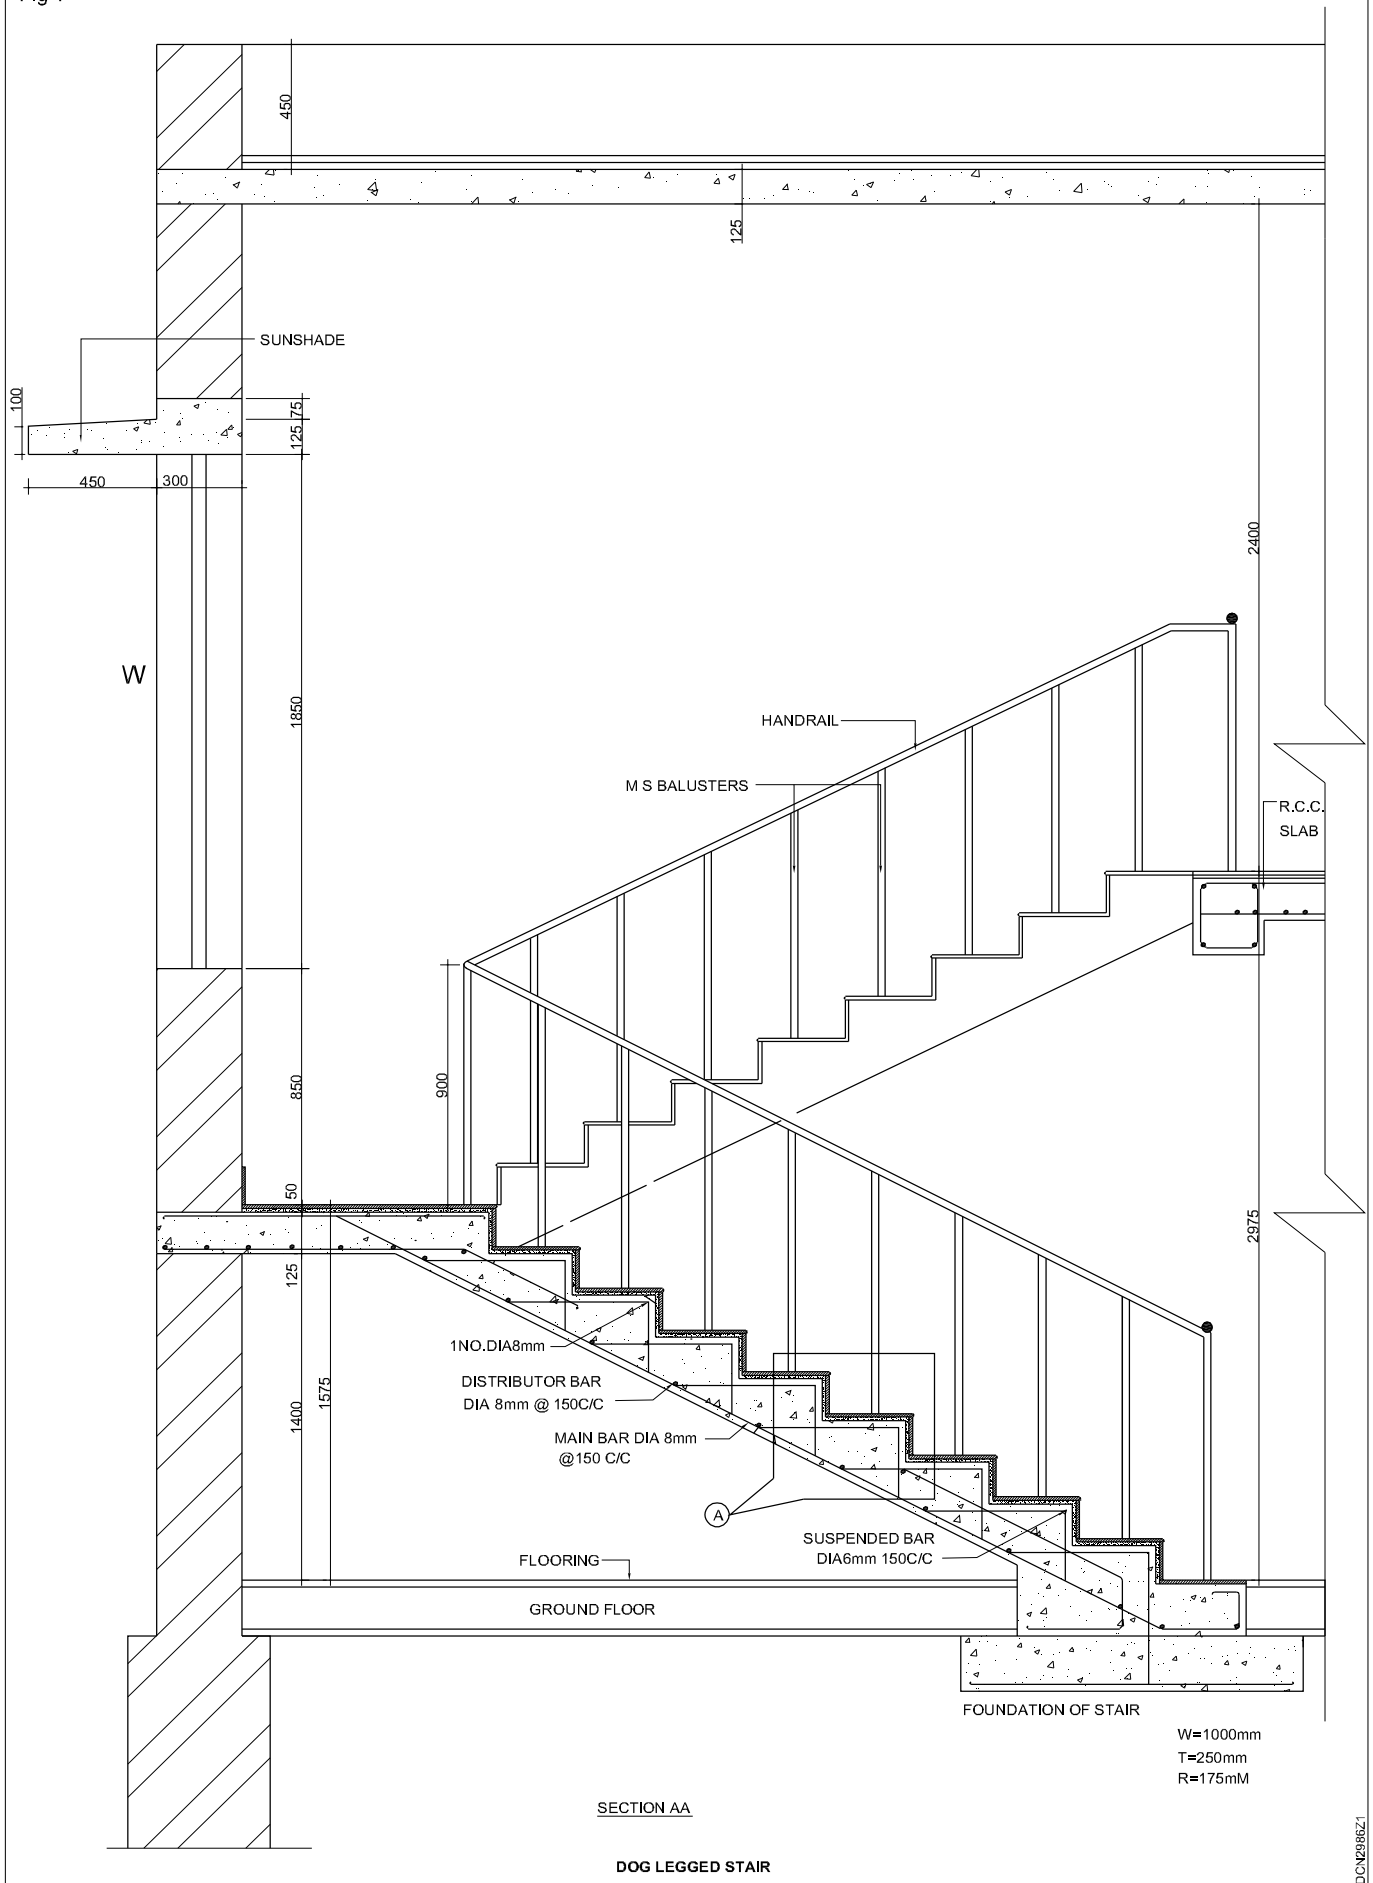 450
125
SUNSHADE
100
75
125
450
300
2400
W
1850
HANDRAIL
M S BALUSTERS
R.C.C.
SLAB
900
850
50
125
2975
1NO.DIA8mm
DISTRIBUTOR BAR
DIA 8mm @ 150C/C
MAIN BAR DIA 8mm
@150 C/C
1400
1575
A
SUSPENDED BAR
DIA6mm 150C/C
FLOORING
GROUND FLOOR
FOUNDATION OF STAIR
W=1000mm
T=250mm
R=175mM
SECTION AA
DOG LEGGED STAIR
DCN2986Z1